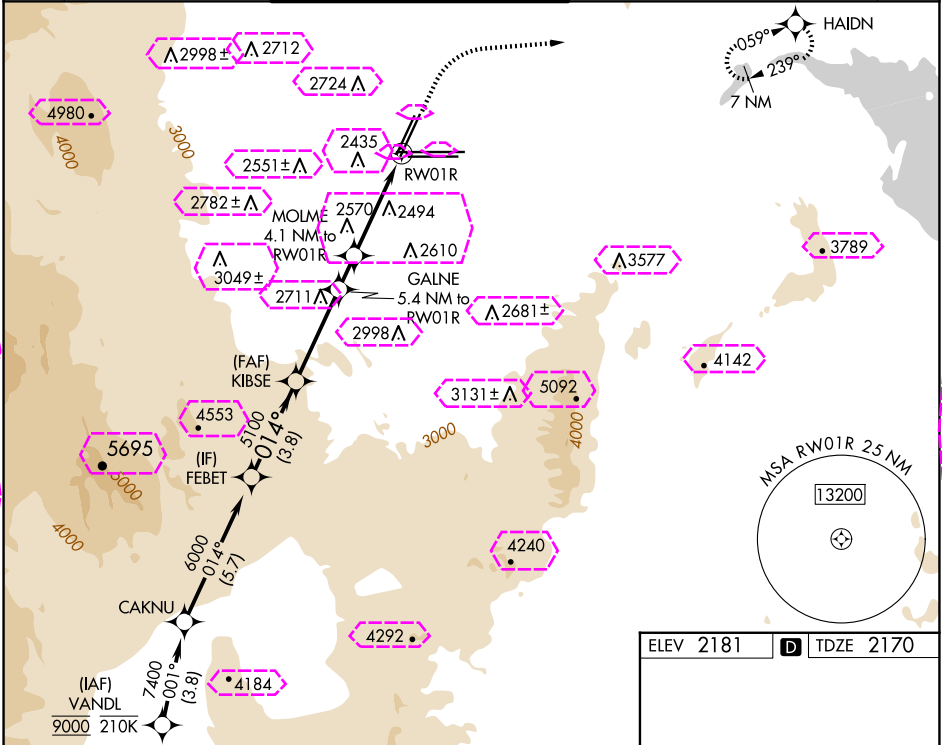 HAIDN
059°
239°
7 NM
2998±
2712
2724
4980
4000
3000
2435
2551±
RW01R
2782±
MOLME
4.1 NM to
RW01R
2570
2494
2610
3789
3049±
3577
GALNE
5.4 NM to
RW01R
2711
2681±
2998
4142
(FAF)
KIBSE
3131±
5092
4000
4553
5100
014°
(3.8)
3000
5695
5000
(IF)
FEBET
4000
MSA RW01R 25 NM
13200
6000
014°
(5.7)
4240
CAKNU
4292
ELEV 2181
D
TDZE 2170
7400
001°
(3.8)
4184
(IAF)
VANDL
9000 210K